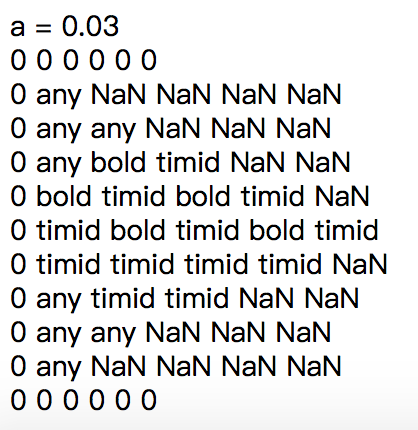 a = 0.03
0 0 0 0 0 0
0 any NaN NaN NaN NaN
0 any any NaN NaN NaN
0 any bold timid NaN NaN
0 bold timid bold timid NaN
0 timid bold timid bold timid
0 timid timid timid timid NaN
0 any timid timid NaN NaN
0 any any NaN NaN NaN
0 any NaN NaN NaN NaN
0 0 0 0 0 0